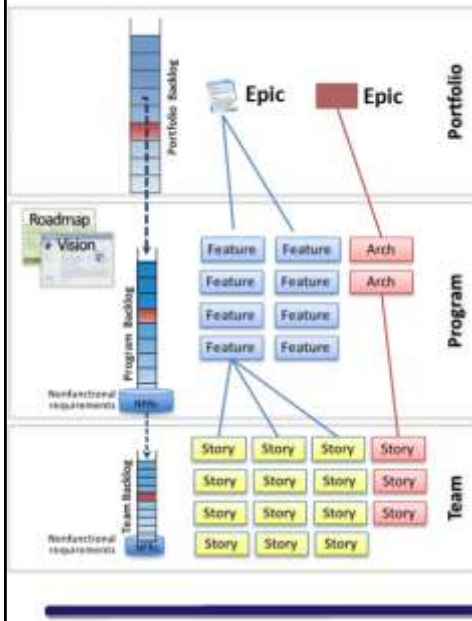 Portfolio Backlog
Epic
Epic
Portfolio
Roadmap
Vision
Program Backlog
Nonfunctional
requirements
NFRs
Feature Feature Arch
Feature Feature Arch
Feature Feature
Feature Feature
Program
Team Backlog
Nonfunctional
requirements
NFRs
Story Story Story Story
Story Story Story Story
Story Story Story Story
Story Story Story
Team